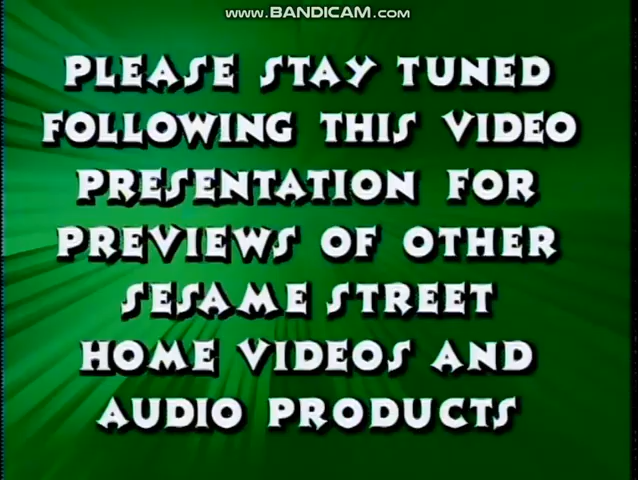 www.BANDICAM.com
PLEASE STAY TUNED
FOLLOWING THIS VIDEO
PRESENTATION FOR
PREVIEWS OF OTHER
SESAME STREET
HOME VIDEOS AND
AUDIO PRODUCTS